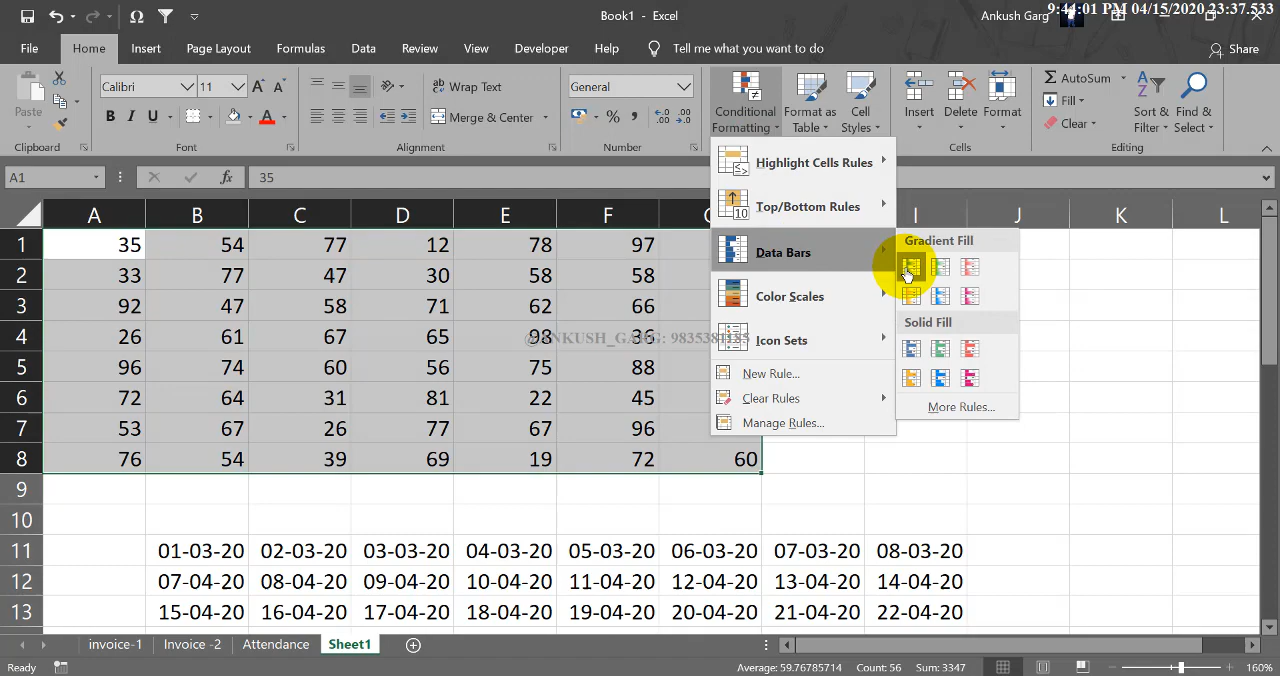 Book1 - Excel
Ankush Garg
9:44:01 PM 04/15/2020,23:37.533
File Home Insert Page Layout Formulas Data Review View Developer Help Tell me what you want to do Share
Paste
Calibri 11
B I U
Wrap Text
Merge & Center
General
Conditional Formatting
Format as Table
Cell Styles
Insert
Delete
Format
AutoSum
Fill
Clear
Sort & Filter
Find & Select
Clipboard Font Alignment Number Cells Editing
A1 fx 35
Highlight Cells Rules
Top/Bottom Rules
Data Bars
Color Scales
Icon Sets
New Rule...
Clear Rules
Manage Rules...
Gradient Fill
Solid Fill
More Rules...
A B C D E F I J K L
1 35 54 77 12 78 97
2 33 77 47 30 58 58
3 92 47 58 71 62 66
4 26 61 67 65 98 36
@ANKUSH_GARG: 9835381185
5 96 74 60 56 75 88
6 72 64 31 81 22 45
7 53 67 26 77 67 96
8 76 54 39 69 19 72 60
9
10
11 01-03-20 02-03-20 03-03-20 04-03-20 05-03-20 06-03-20 07-03-20 08-03-20
12 07-04-20 08-04-20 09-04-20 10-04-20 11-04-20 12-04-20 13-04-20 14-04-20
13 15-04-20 16-04-20 17-04-20 18-04-20 19-04-20 20-04-20 21-04-20 22-04-20
invoice-1 Invoice -2 Attendance Sheet1
Ready Average: 59.76785714 Count: 56 Sum: 3347 160%